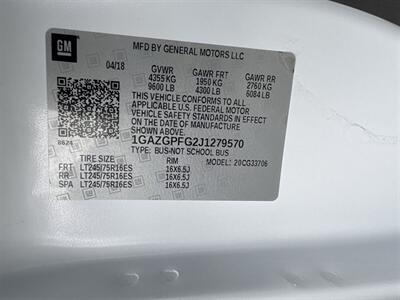 GM
MFD BY GENERAL MOTORS LLC
04/18
GVWR GAWR FRT GAWR RR
4355 KG 1950 KG 2760 KG
9600 LB 4300 LB 6084 LB
THIS VEHICLE CONFORMS TO ALL
APPLICABLE U.S. FEDERAL MOTOR
VEHICLE SAFETY STANDARDS IN
EFFECT ON THE DATE OF
MANUFACTURE SHOWN ABOVE.
8624
1GAZGPFG2J1279570
TYPE: BUS-NOT SCHOOL BUS
MODEL: 20CG33706
TIRE SIZE RIM
FRT LT245/75R16ES 16X6.5J
RR LT245/75R16ES 16X6.5J
SPA LT245/75R16ES 16X6.5J